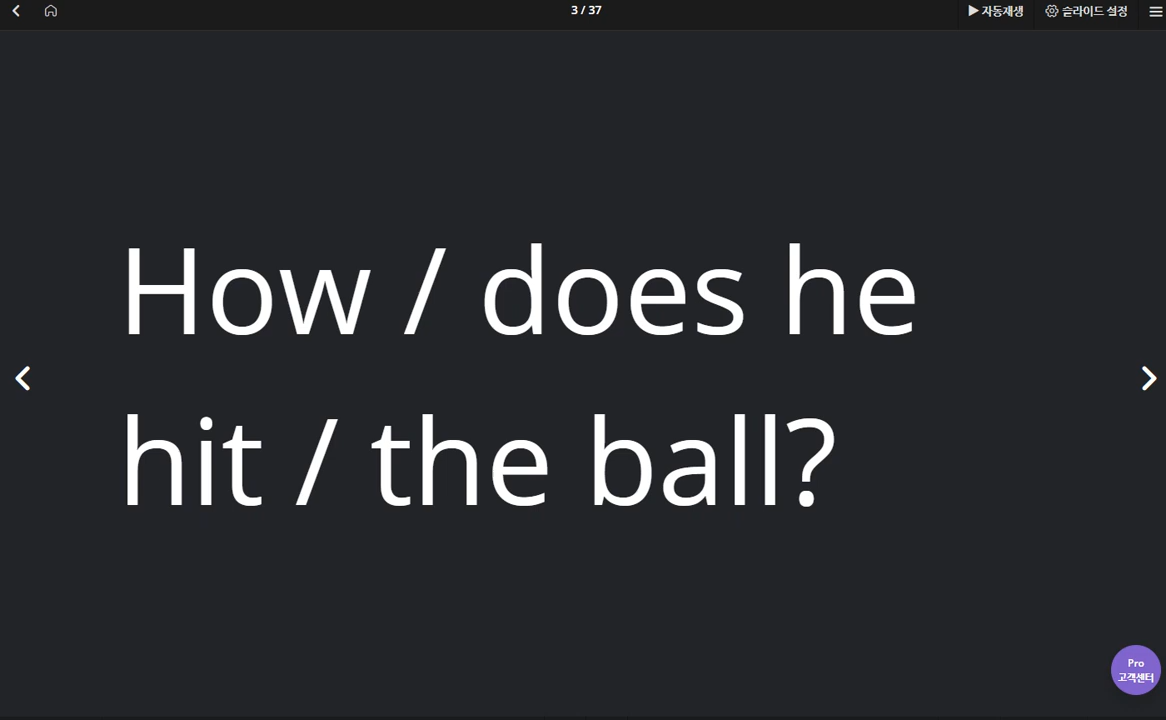 3 / 37
▶ 자동재생
슬라이드 설정
How / does he
hit / the ball?
Pro
고객센터